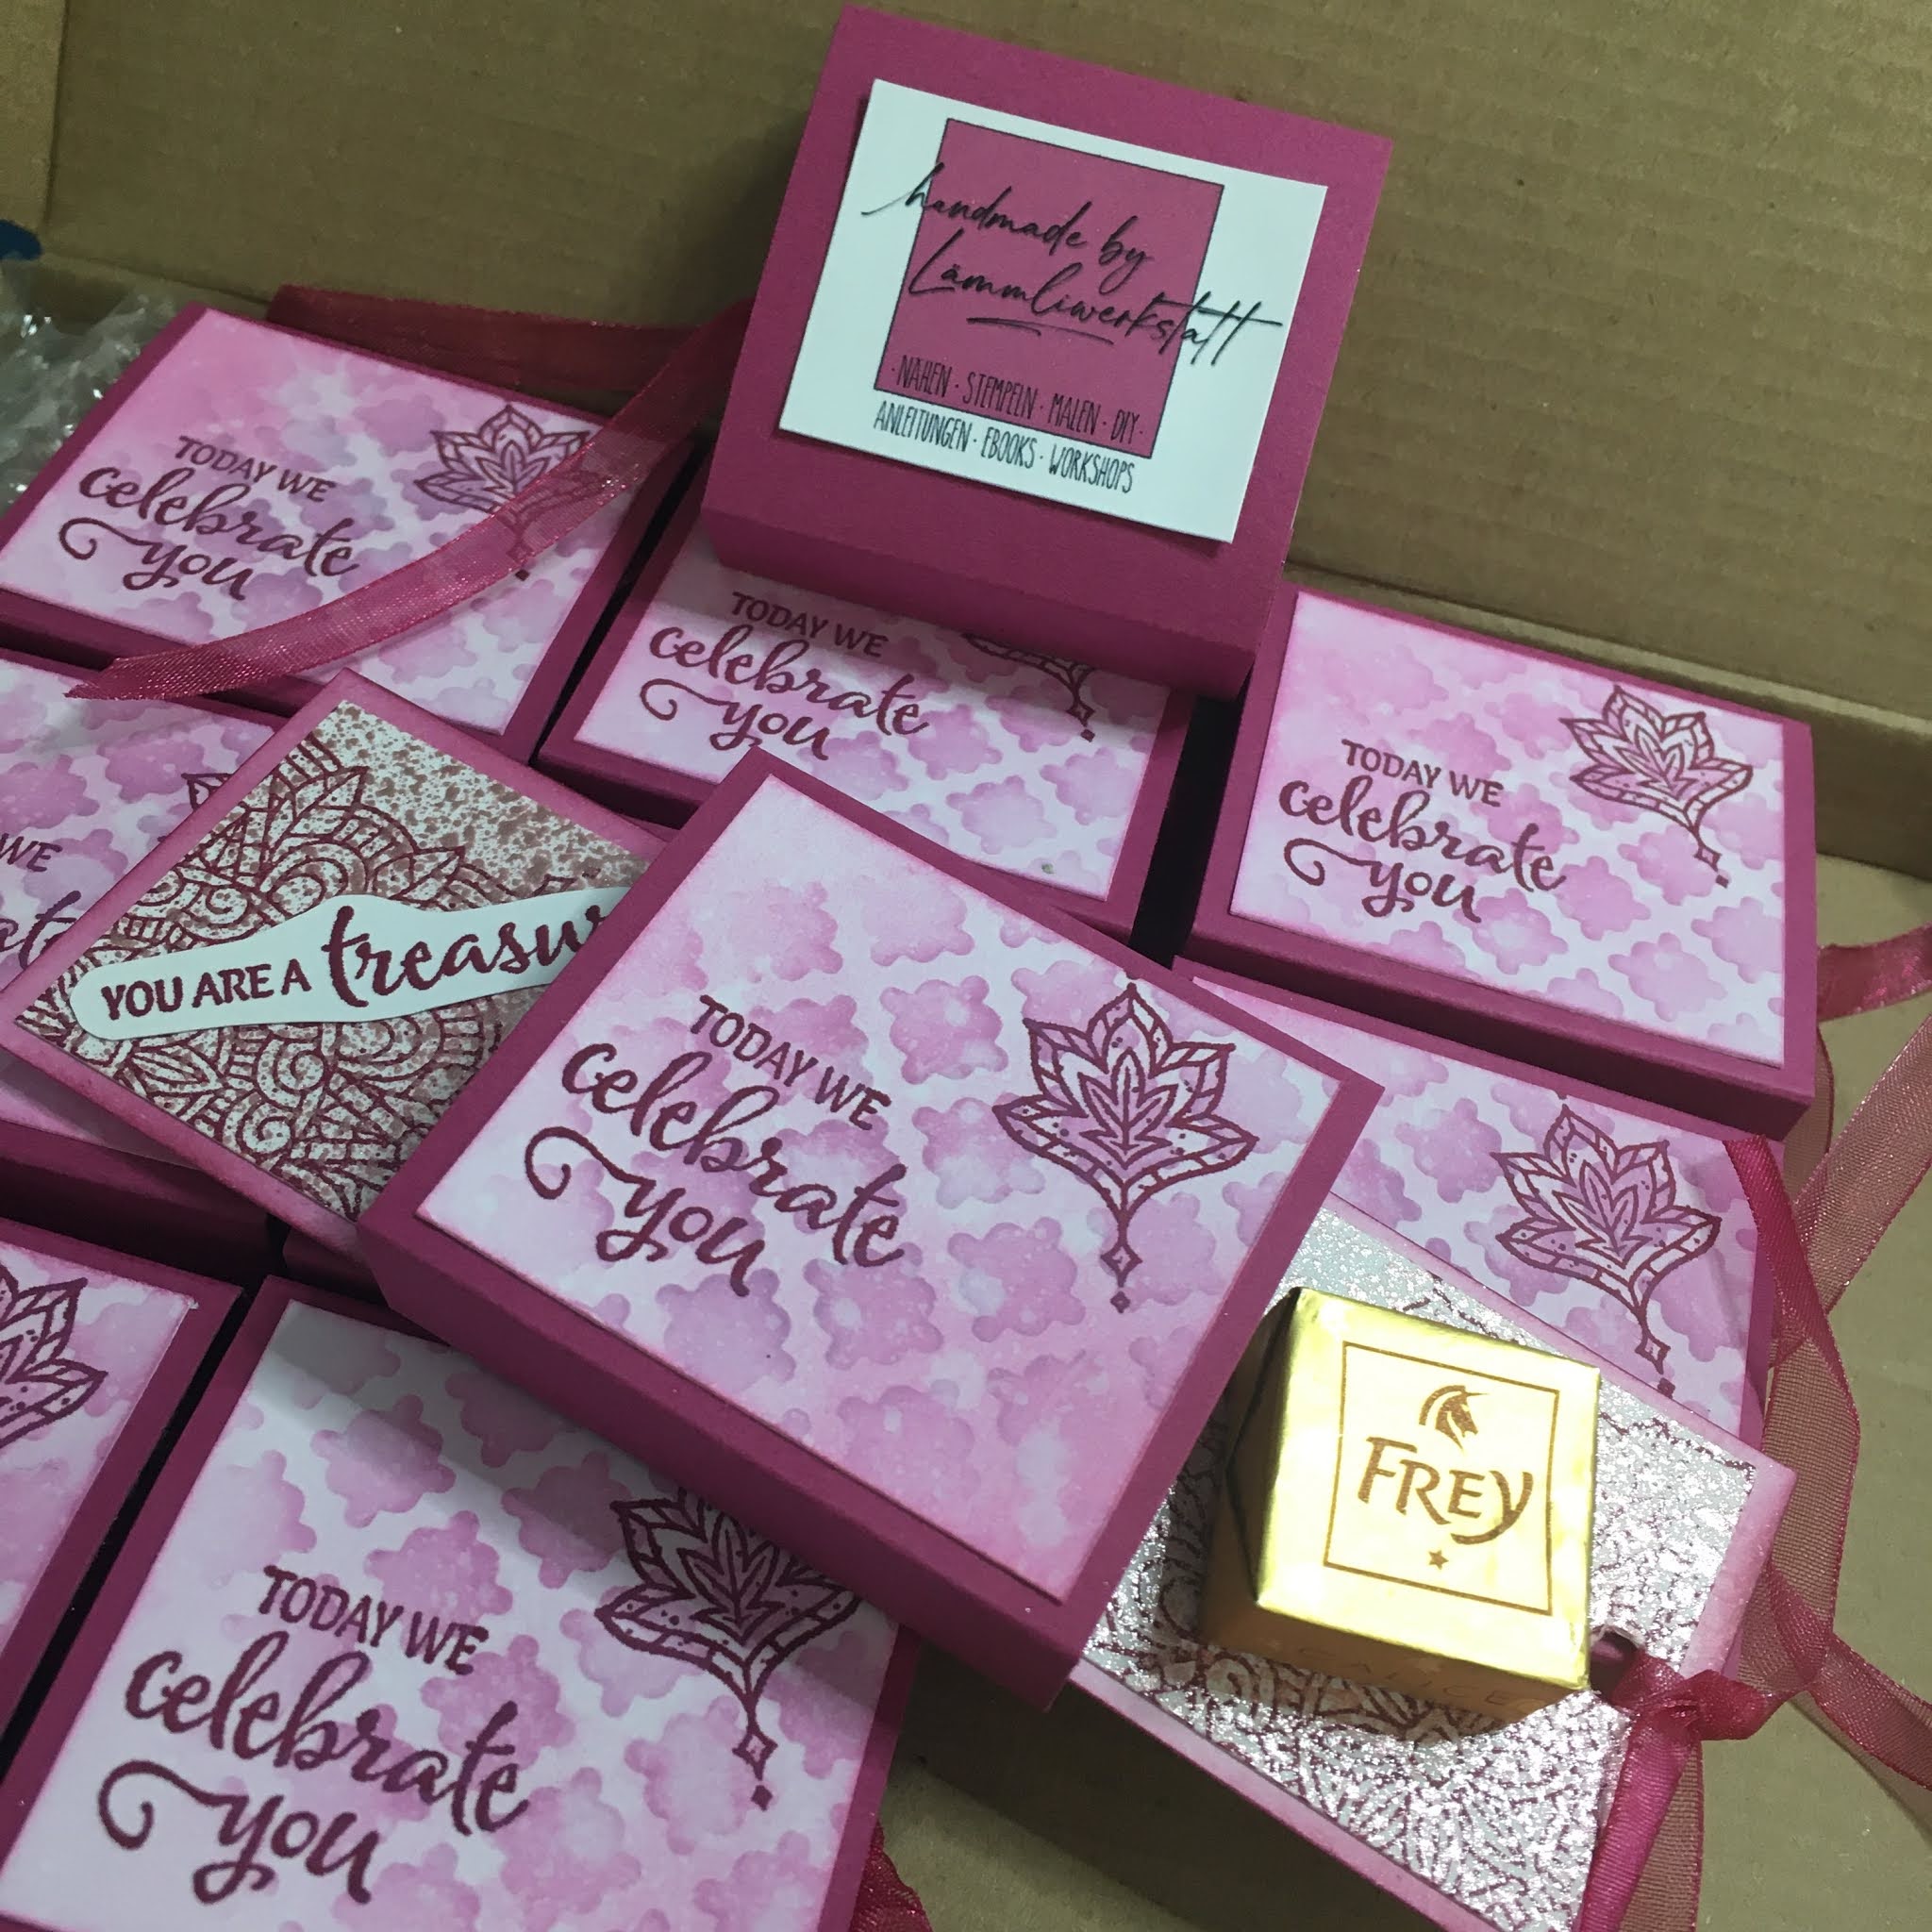 handmade by
Lämmliwerkstatt
· NÄHEN · STEMPELN · MALEN · DIY ·
ANLEITUNGEN · EBOOKS · WORKSHOPS
TODAY WE
celebrate
you
TODAY WE
celebrate
you
TODAY WE
celebrate
you
WE
YOU ARE A
TODAY WE
celebrate
you
FREY
TODAY WE
celebrate
you